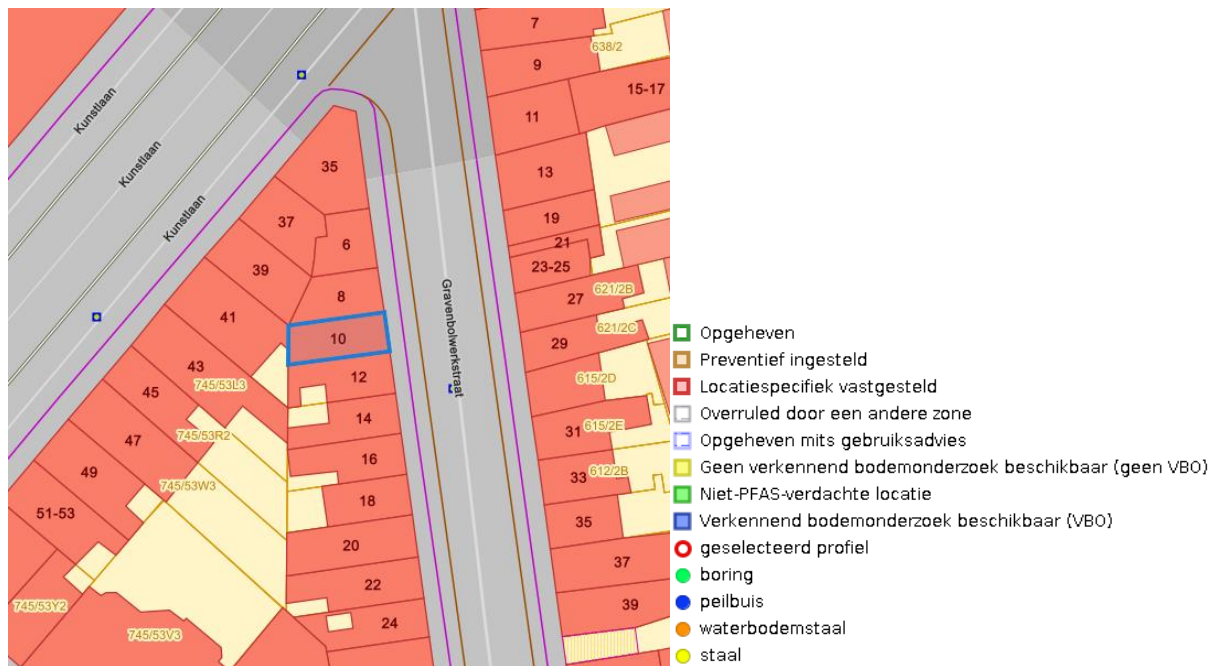 7
638/2
9
15-17
11
Kunstlaan
Kunstlaan
Kunstlaan
35
13
37
6
19
21
39
23-25
8
27
621/2B
41
10
Gravenbolwerkstraat
621/2C
29
43
12
745/53L3
615/2D
45
14
745/53R2
31
615/2E
47
16
49
745/53W3
33
612/2B
18
51-53
35
20
37
22
745/53Y2
39
24
745/53V3
Opgeheven
Preventief ingesteld
Locatiespecifiek vastgesteld
Overruled door een andere zone
Opgeheven mits gebruiksadvies
Geen verkennend bodemonderzoek beschikbaar (geen VBO)
Niet-PFAS-verdachte locatie
Verkennend bodemonderzoek beschikbaar (VBO)
geselecteerd profiel
boring
peilbuis
waterbodemstaal
staal